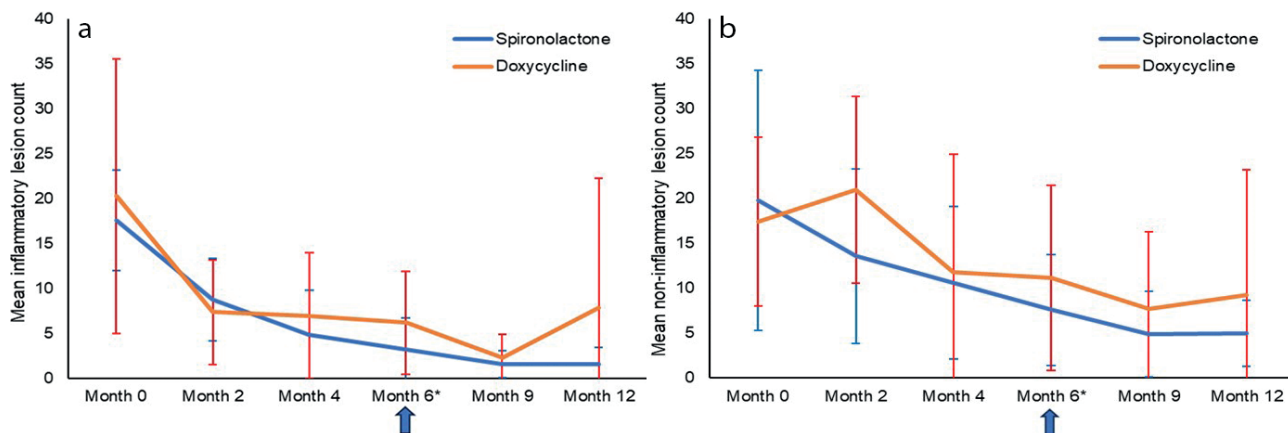 a
Mean inflammatory lesion count
40
35
30
25
20
15
10
5
0
Spironolactone
Doxycycline
Month 0 Month 2 Month 4 Month 6* Month 9 Month 12
b
Mean non-inflammatory lesion count
40
35
30
25
20
15
10
5
0
Spironolactone
Doxycycline
Month 0 Month 2 Month 4 Month 6* Month 9 Month 12